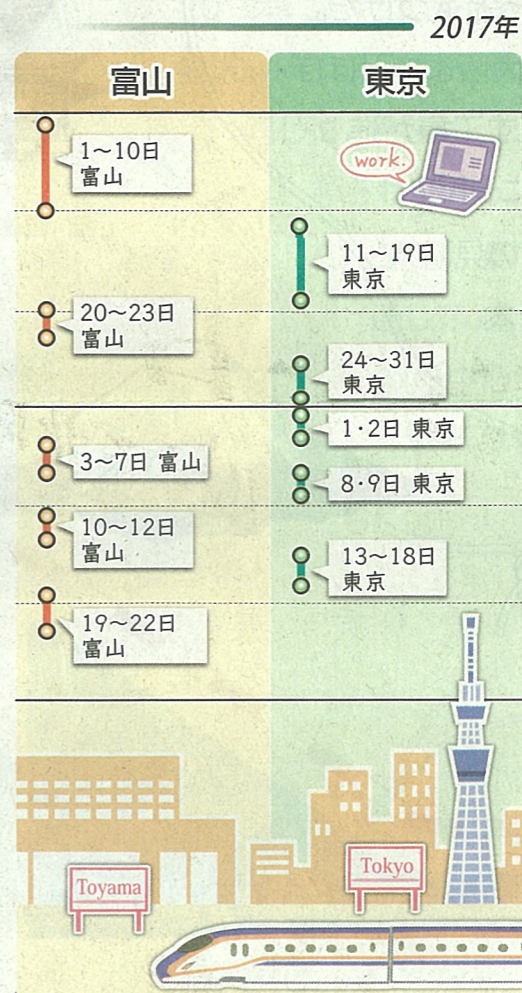 2017年
富山
東京
1～10日
富山
work.
11～19日
東京
20～23日
富山
24～31日
東京
1・2日 東京
3～7日 富山
8・9日 東京
10～12日
富山
13～18日
東京
19～22日
富山
Toyama
Tokyo